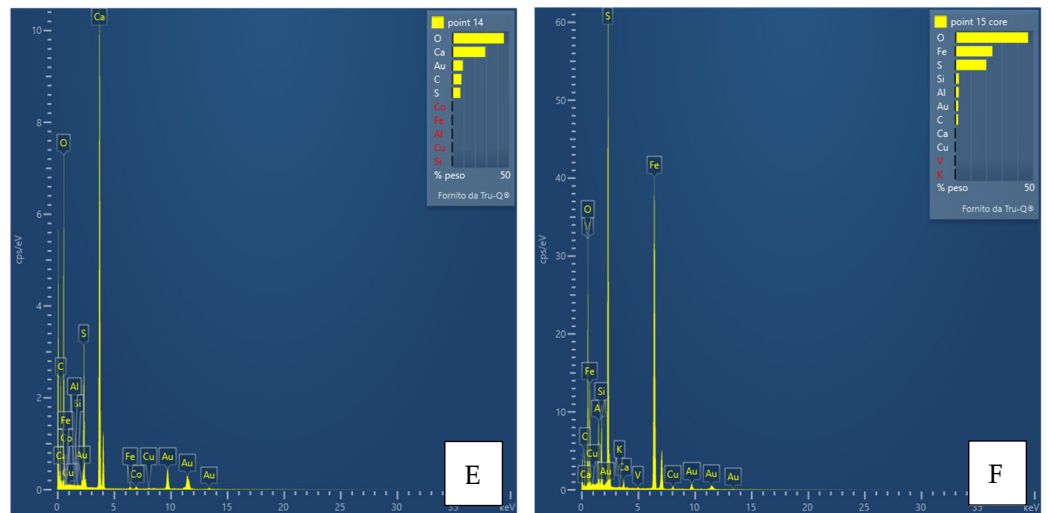 point 14
O
Ca
Au
C
S
Co
Fe
Al
Cu
Si
% peso 50
Fornito da Tru-Q®
cps/eV
10
8
6
4
2
0
Ca
O
S
C
Al
Si
Fe
Co
Au
Cu
Fe
Co
Cu
Au
Au
Au
0 5 10 15 20 25 30 35 keV
E
point 15 core
O
Fe
S
Si
Al
Au
C
Ca
Cu
V
K
% peso 50
Fornito da Tru-Q®
cps/eV
60
50
40
30
20
10
0
S
Fe
O
Fe
Si
A
C
Cu
K
Ca
Ca
Au
V
Cu
Au
Au
Au
0 5 10 15 20 25 30 35 keV
F